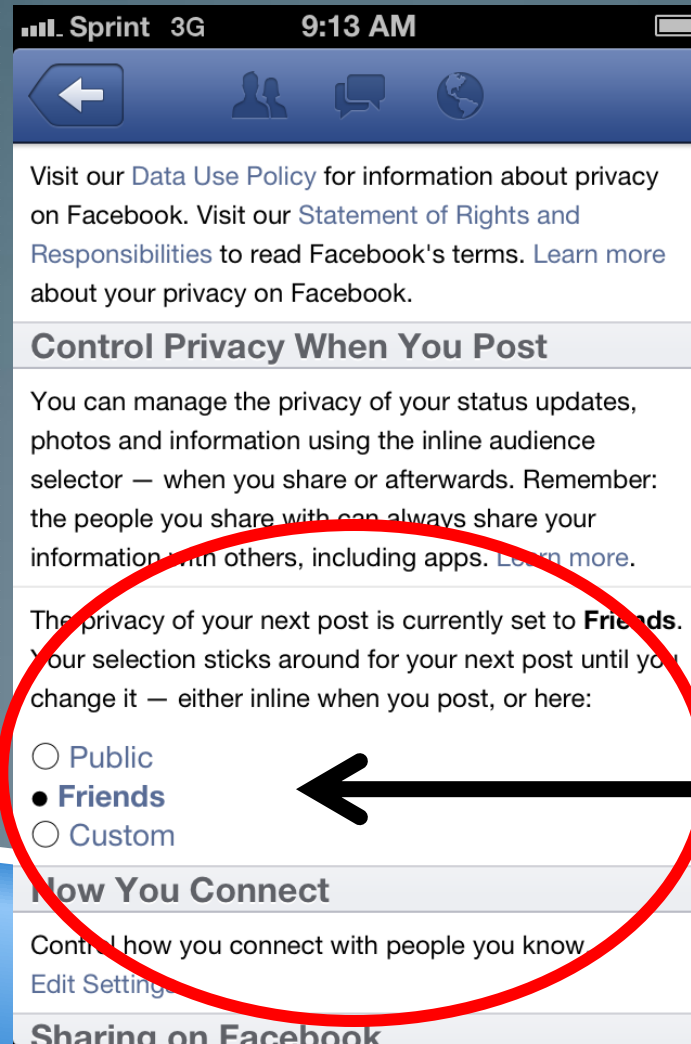 Sprint 3G 9:13 AM
Visit our Data Use Policy for information about privacy
on Facebook. Visit our Statement of Rights and
Responsibilities to read Facebook's terms. Learn more
about your privacy on Facebook.
Control Privacy When You Post
You can manage the privacy of your status updates,
photos and information using the inline audience
selector — when you share or afterwards. Remember:
the people you share with can always share your
information with others, including apps. Learn more.
The privacy of your next post is currently set to Friends.
Your selection sticks around for your next post until you
change it — either inline when you post, or here:
Public
Friends
Custom
How You Connect
Control how you connect with people you know.
Edit Settings
Sharing on Facebook